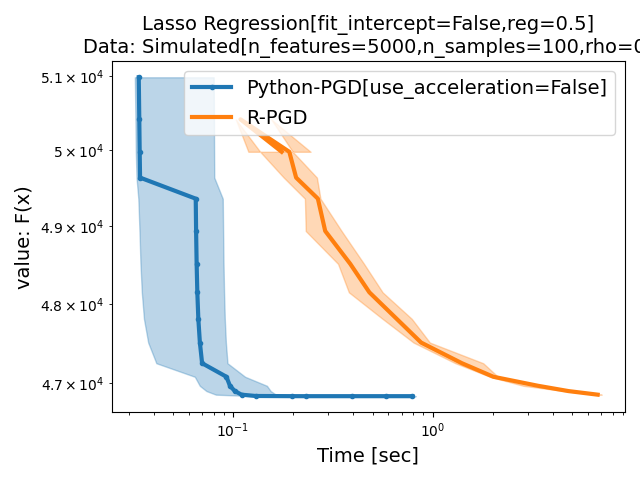 Lasso Regression[fit_intercept=False,reg=0.5]
Data: Simulated[n_features=5000,n_samples=100,rho=0
Python-PGD[use_acceleration=False]
R-PGD
value: F(x)
5.1 × 10⁴
5 × 10⁴
4.9 × 10⁴
4.8 × 10⁴
4.7 × 10⁴
10⁻¹
10⁰
Time [sec]